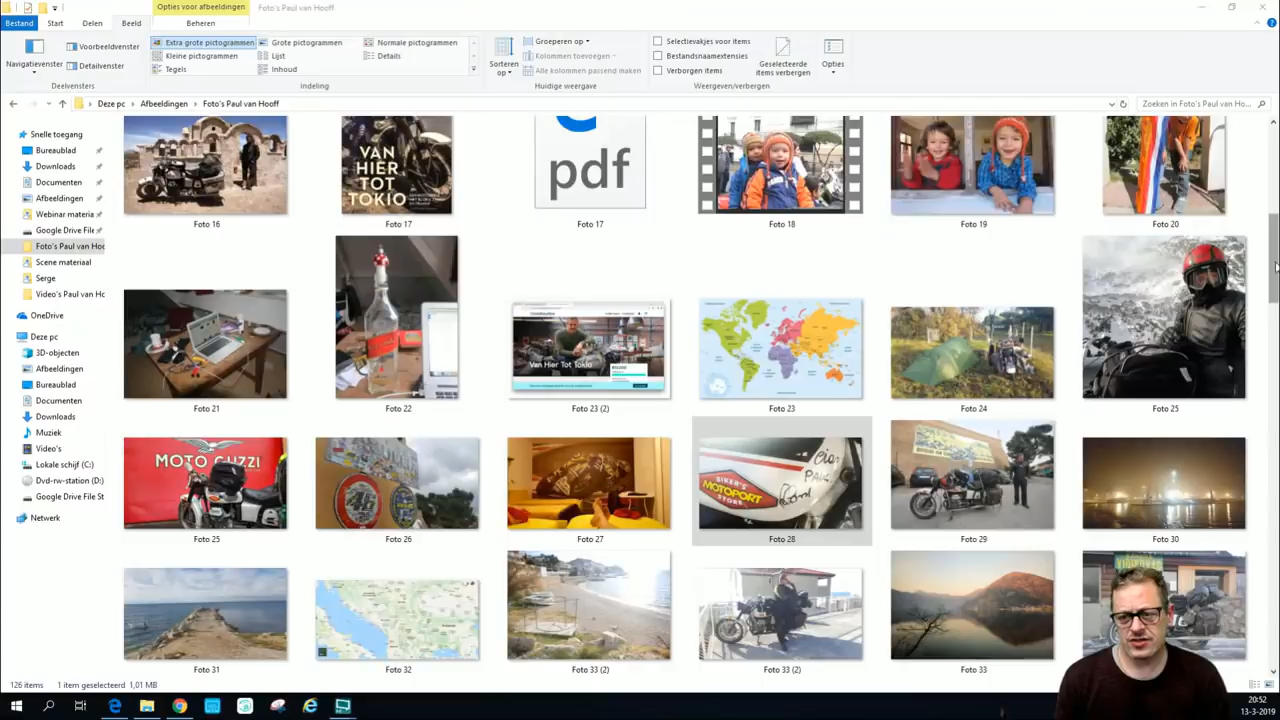 Opties voor afbeeldingen
Foto's Paul van Hooff
Bestand
Start
Delen
Beeld
Beheren
Navigatievenster
Voorbeeldvenster
Detailvenster
Deelvensters
Extra grote pictogrammen
Grote pictogrammen
Normale pictogrammen
Kleine pictogrammen
Lijst
Details
Tegels
Inhoud
Indeling
Sorteren op
Groeperen op
Kolommen toevoegen
Alle kolommen passend maken
Huidige weergave
Selectievakjes voor items
Bestandsnaamextensies
Verborgen items
Geselecteerde items verbergen
Weergeven/verbergen
Opties
Deze pc
Afbeeldingen
Foto's Paul van Hooff
Zoeken in Foto's Paul van Ho...
Snelle toegang
Bureaublad
Downloads
Documenten
Afbeeldingen
Webinar materia
Google Drive File
Foto's Paul van Hoo
Scene materiaal
Serge
Video's Paul van Ho
OneDrive
Deze pc
3D-objecten
Afbeeldingen
Bureaublad
Documenten
Downloads
Muziek
Video's
Lokale schijf (C:)
Dvd-rw-station (D:)
Google Drive File St
Netwerk
VAN
HIER
TOT
TOKIO
pdf
Foto 16
Foto 17
Foto 17
Foto 18
Foto 19
Foto 20
Van Hier Tot Tokio
Foto 21
Foto 22
Foto 23 (2)
Foto 23
Foto 24
Foto 25
MOTO GUZZI
BIKER'S
MOTOPORT
STORE
Ciao
PAUL
Foto 25
Foto 26
Foto 27
Foto 28
Foto 29
Foto 30
Foto 31
Foto 32
Foto 33 (2)
Foto 33 (2)
Foto 33
126 items
1 item geselecteerd
1,01 MB
20:52
13-3-2019